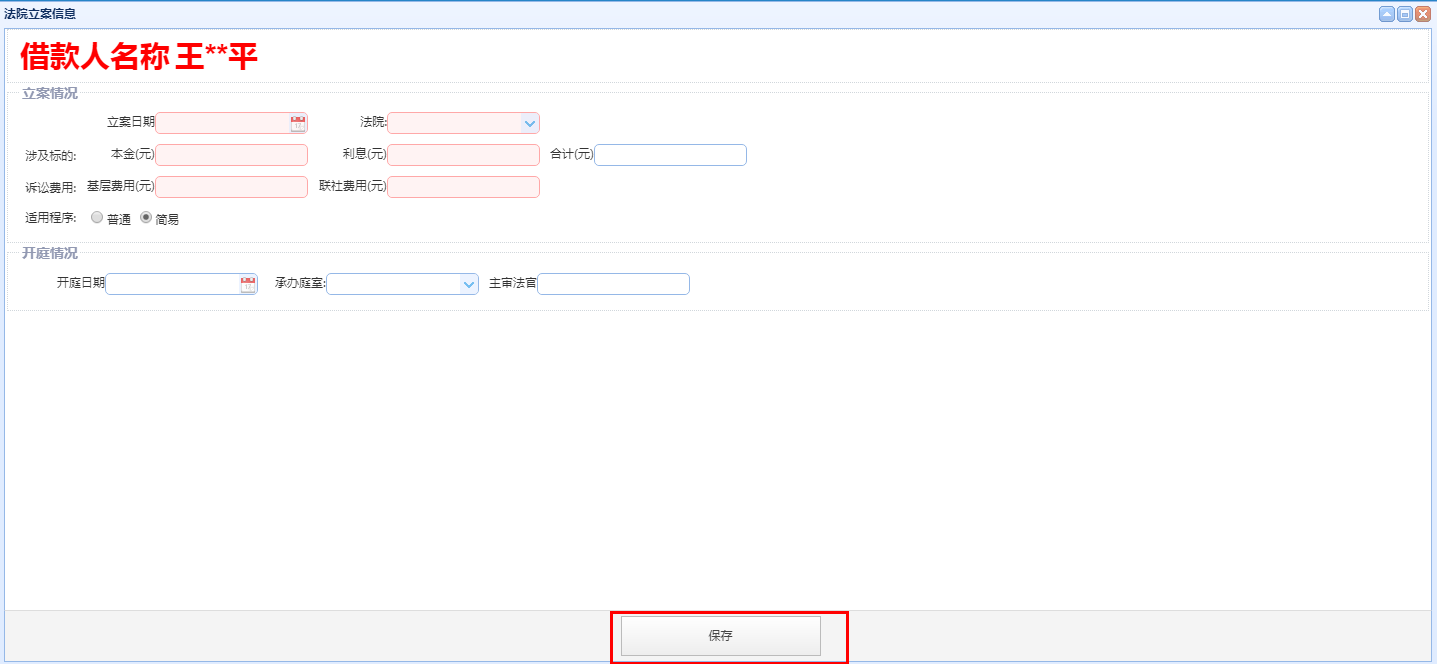 法院立案信息
借款人名称 王**平
立案情况
立案日期 法院:
涉及标的: 本金(元) 利息(元) 合计(元)
诉讼费用: 基层费用(元) 联社费用(元)
适用程序: 普通 简易
开庭情况
开庭日期 承办庭室: 主审法官
保存